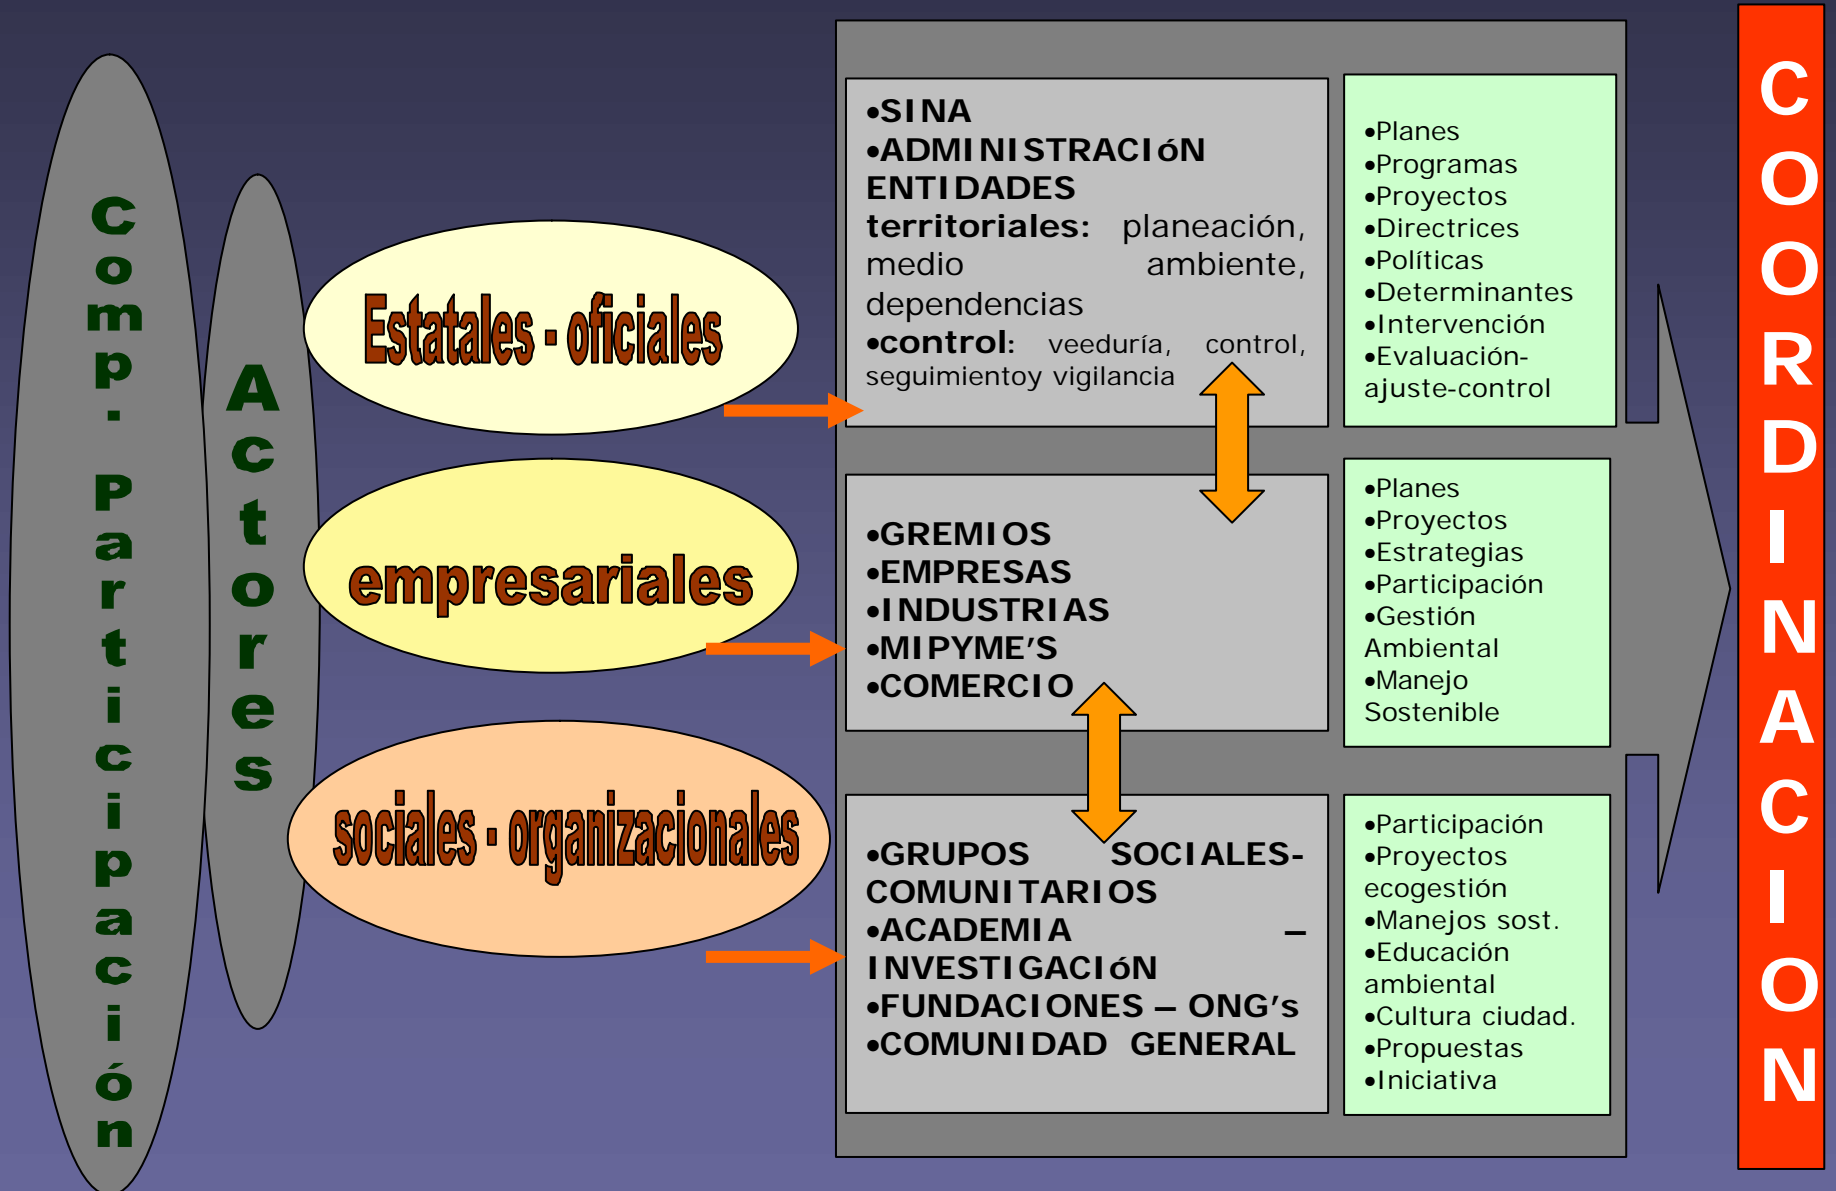 Comp. Participación
Actores
Estatales - oficiales
•SINA
•ADMINISTRACIóN
ENTIDADES
territoriales: planeación,
medio ambiente,
dependencias
•control: veeduría, control,
seguimientoy vigilancia
•Planes
•Programas
•Proyectos
•Directrices
•Políticas
•Determinantes
•Intervención
•Evaluación-
ajuste-control
empresariales
•GREMIOS
•EMPRESAS
•INDUSTRIAS
•MIPYME’S
•COMERCIO
•Planes
•Proyectos
•Estrategias
•Participación
•Gestión
Ambiental
•Manejo
Sostenible
sociales - organizacionales
•GRUPOS SOCIALES-
COMUNITARIOS
•ACADEMIA –
INVESTIGACIóN
•FUNDACIONES – ONG’s
•COMUNIDAD GENERAL
•Participación
•Proyectos
ecogestión
•Manejos sost.
•Educación
ambiental
•Cultura ciudad.
•Propuestas
•Iniciativa
COORDINACION